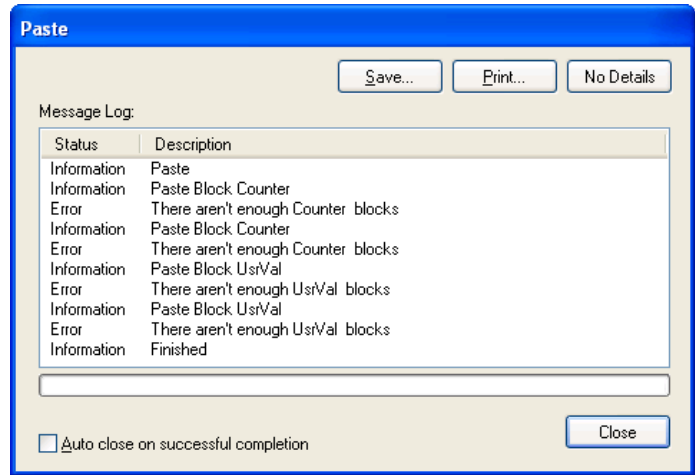 Paste
Save... Print... No Details
Message Log:
Status Description
Information Paste
Information Paste Block Counter
Error There aren't enough Counter blocks
Information Paste Block Counter
Error There aren't enough Counter blocks
Information Paste Block UsrVal
Error There aren't enough UsrVal blocks
Information Paste Block UsrVal
Error There aren't enough UsrVal blocks
Information Finished
Auto close on successful completion
Close